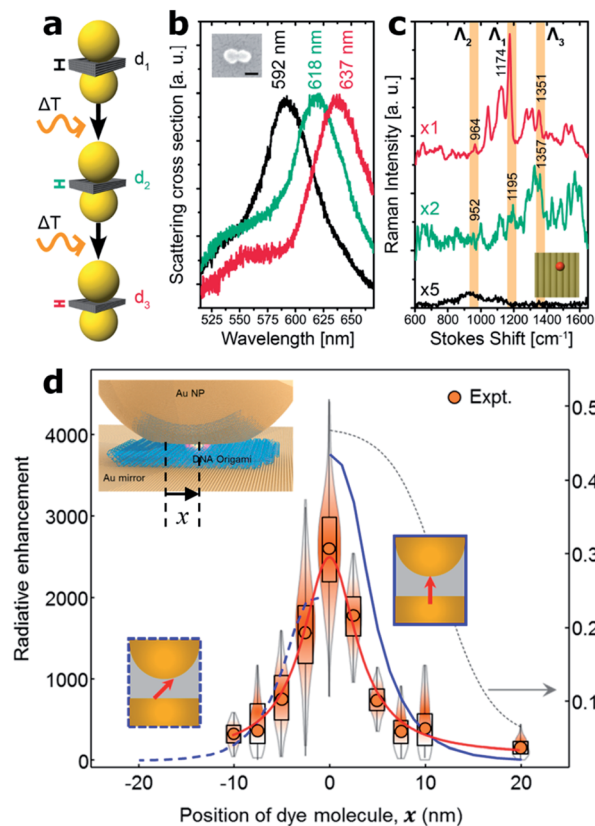 a
d₁
ΔT
d₂
ΔT
d₃
b
592 nm
618 nm
637 nm
Scattering cross section [a. u.]
525 550 575 600 625 650
Wavelength [nm]
c
Λ₂ Λ₁ Λ₃
1174
1351
964
x1
1357
1195
952
x2
x5
Raman Intensity [a. u.]
600 800 1000 1200 1400 1600
Stokes Shift [cm⁻¹]
d
Au NP
DNA Origami
Au mirror
x
Expt.
Radiative enhancement
4000
3000
2000
1000
0
0.5
0.4
0.3
0.2
0.
-20 -10 0 10 20
Position of dye molecule, x (nm)